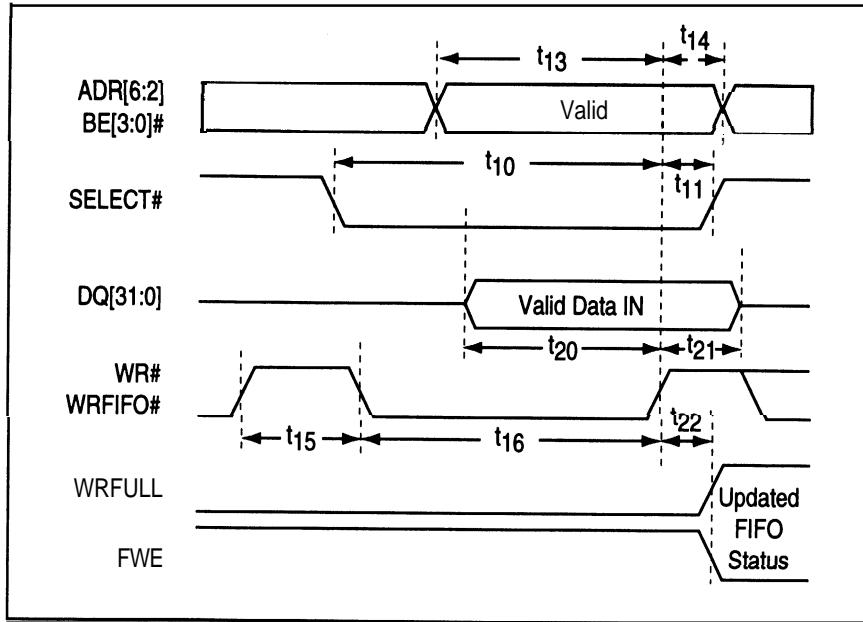 t13
t14
ADR[6:2]
BE[3:0]#
Valid
t10
t11
SELECT#
DQ[31:0]
Valid Data IN
t20
t21
WR#
WRFIFO#
t15
t16
t22
WRFULL
FWE
Updated
FIFO
Status